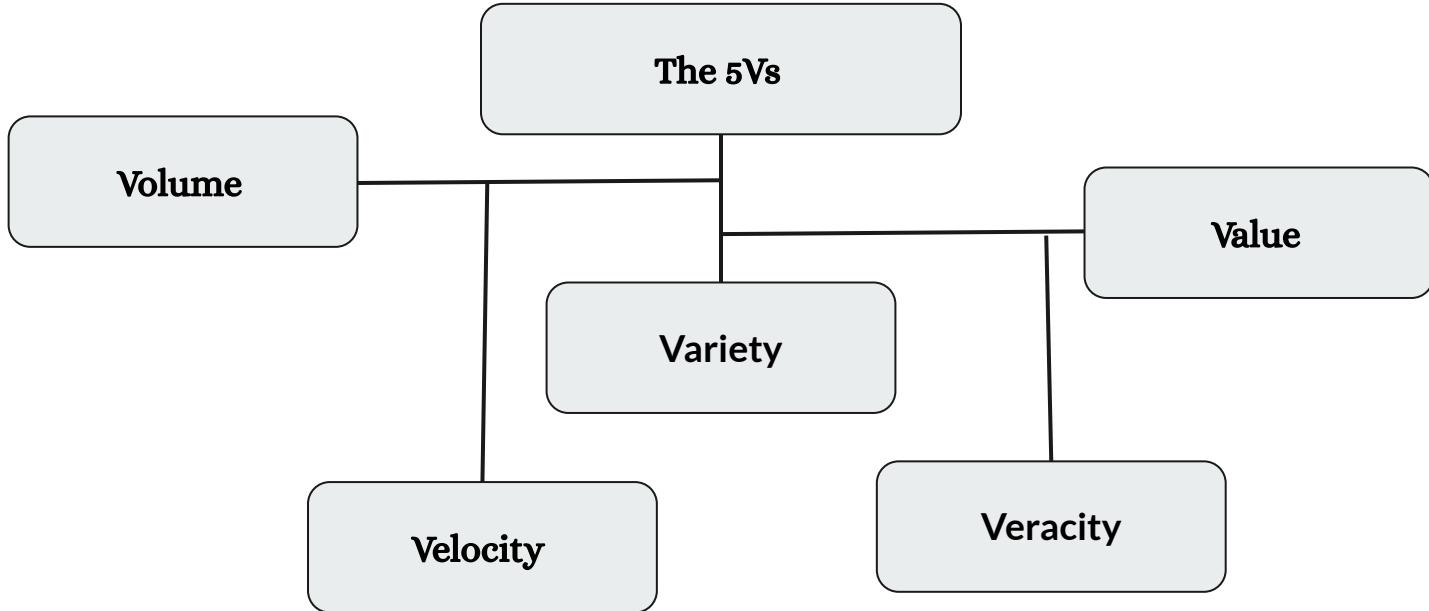 The 5Vs
Volume
Value
Variety
Velocity
Veracity